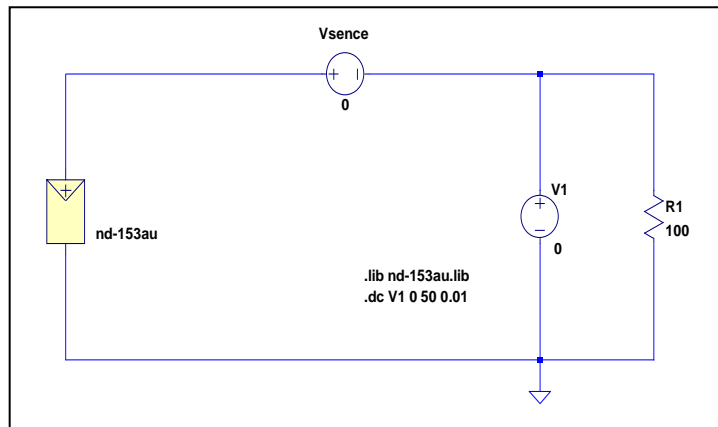 Vsence
0
nd-153au
V1
0
R1
100
.lib nd-153au.lib
.dc V1 0 50 0.01